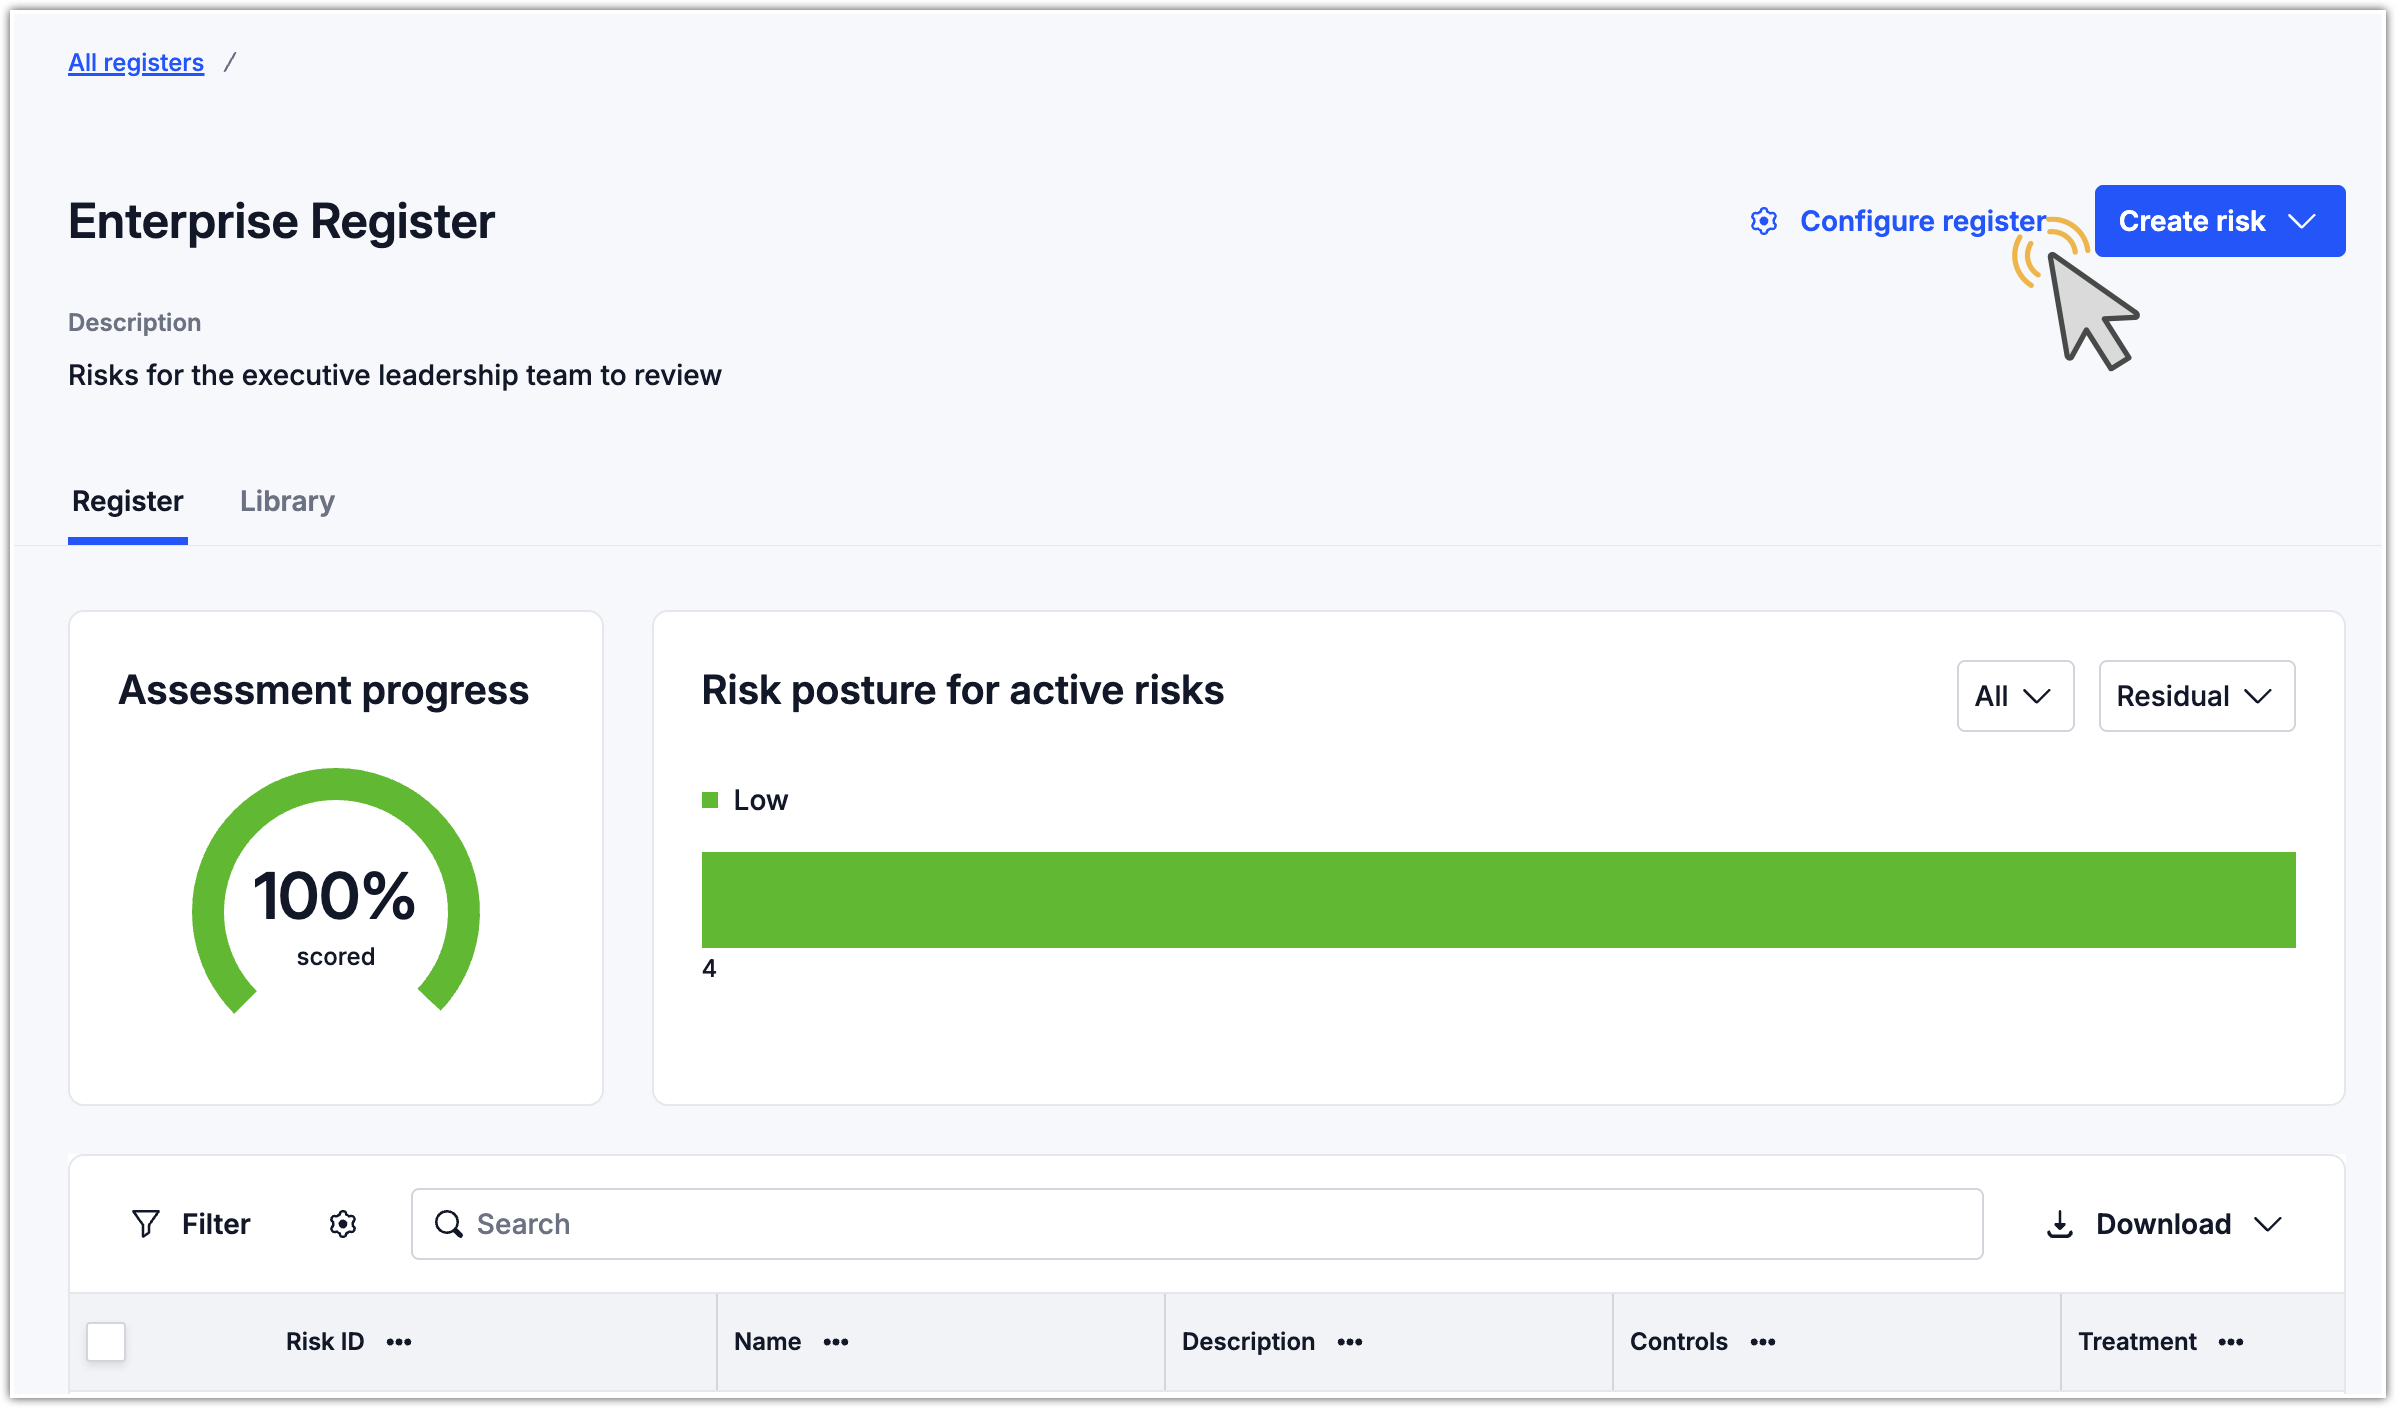 All registers /
Enterprise Register
Configure register
Create risk
Description
Risks for the executive leadership team to review
Register
Library
Assessment progress
100%
scored
Risk posture for active risks
All
Residual
Low
4
Filter
Search
Download
Risk ID
Name
Description
Controls
Treatment